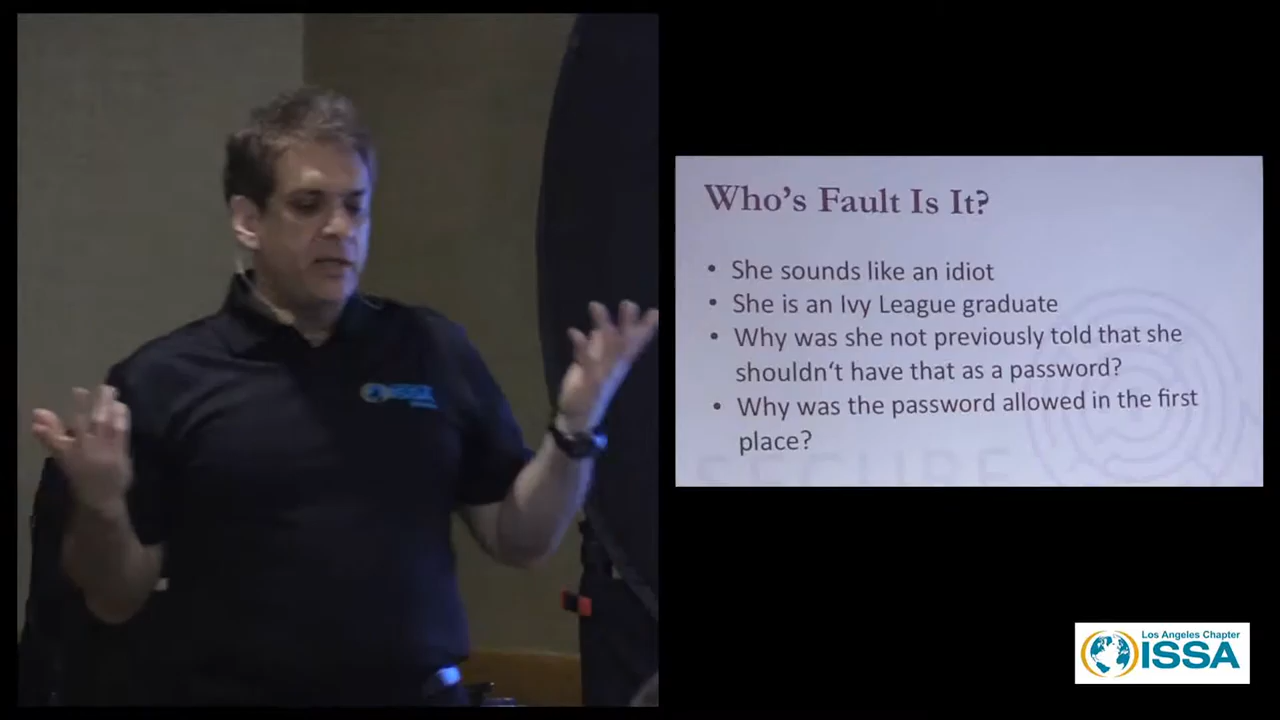 ISSA
Who's Fault Is It?
• She sounds like an idiot
• She is an Ivy League graduate
• Why was she not previously told that she
shouldn't have that as a password?
• Why was the password allowed in the first
place?
SECURE
Los Angeles Chapter
ISSA